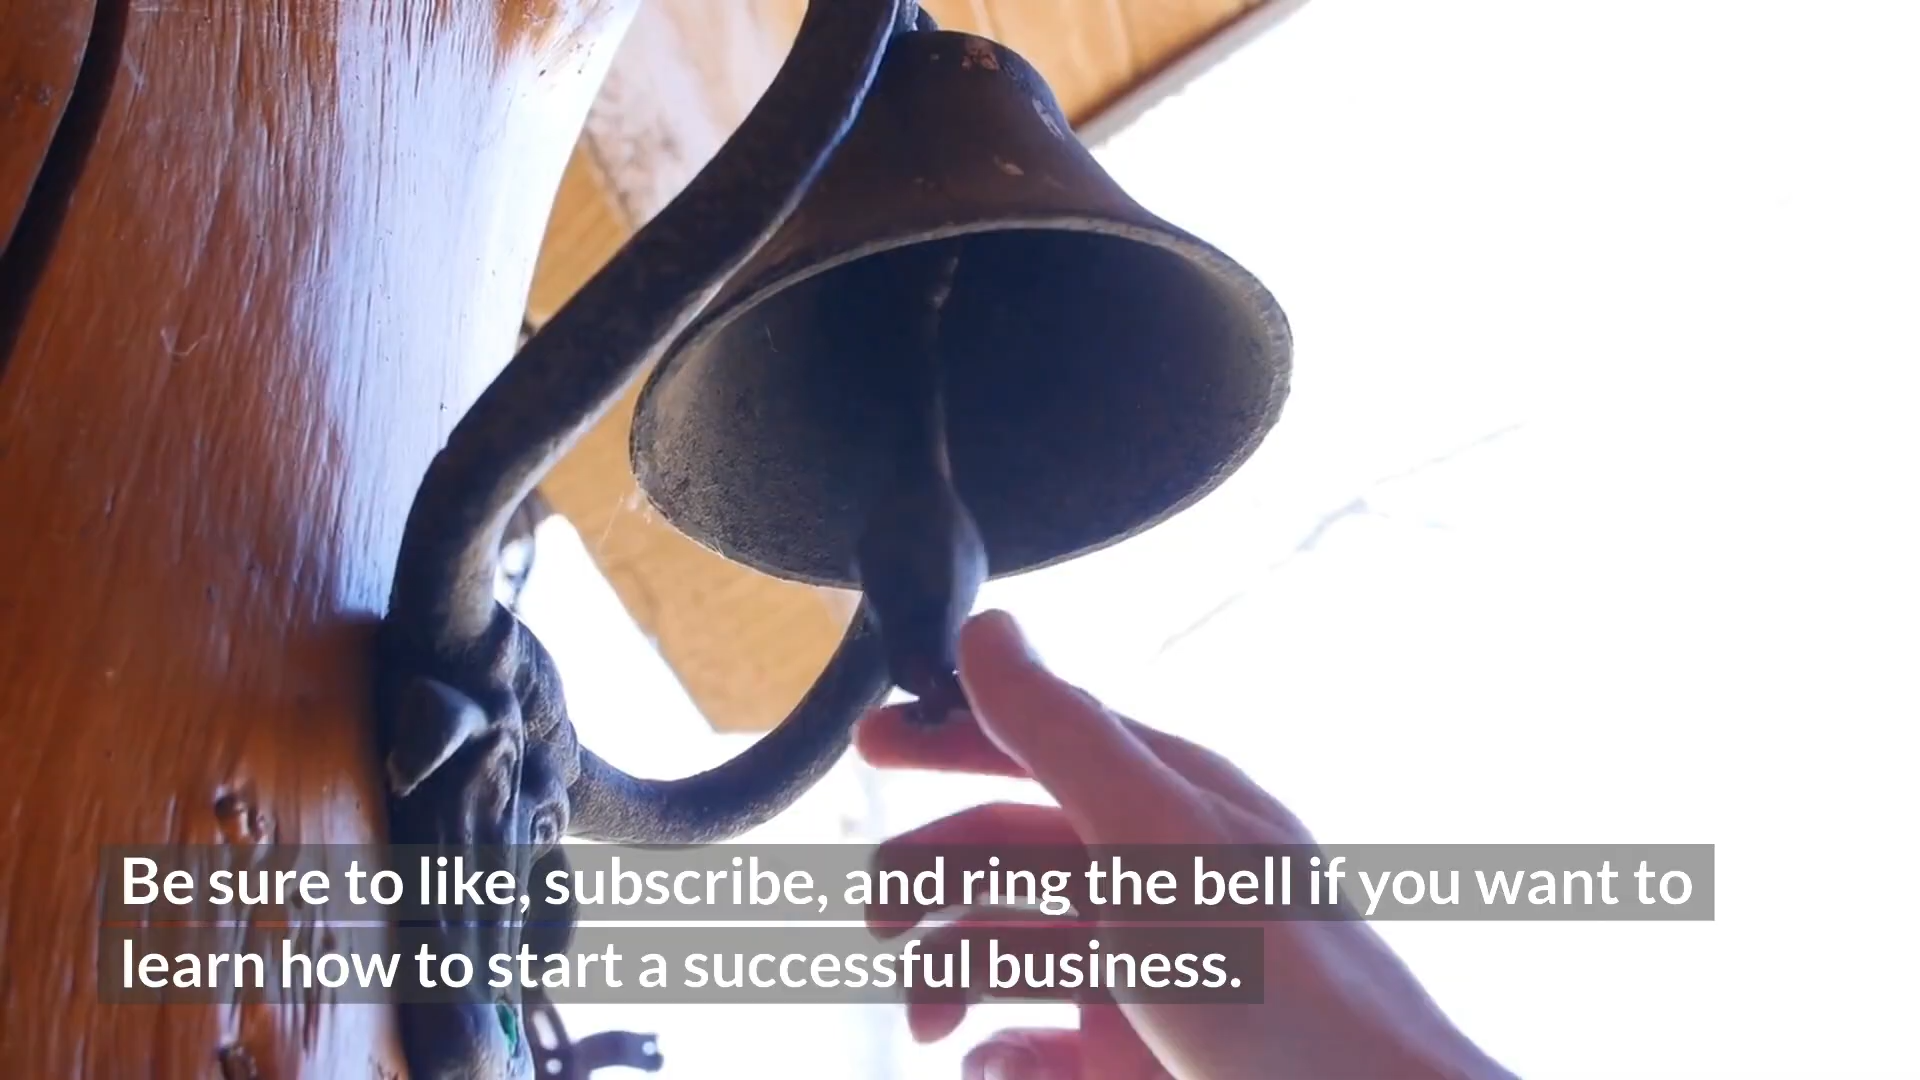 Be sure to like, subscribe, and ring the bell if you want to
learn how to start a successful business.